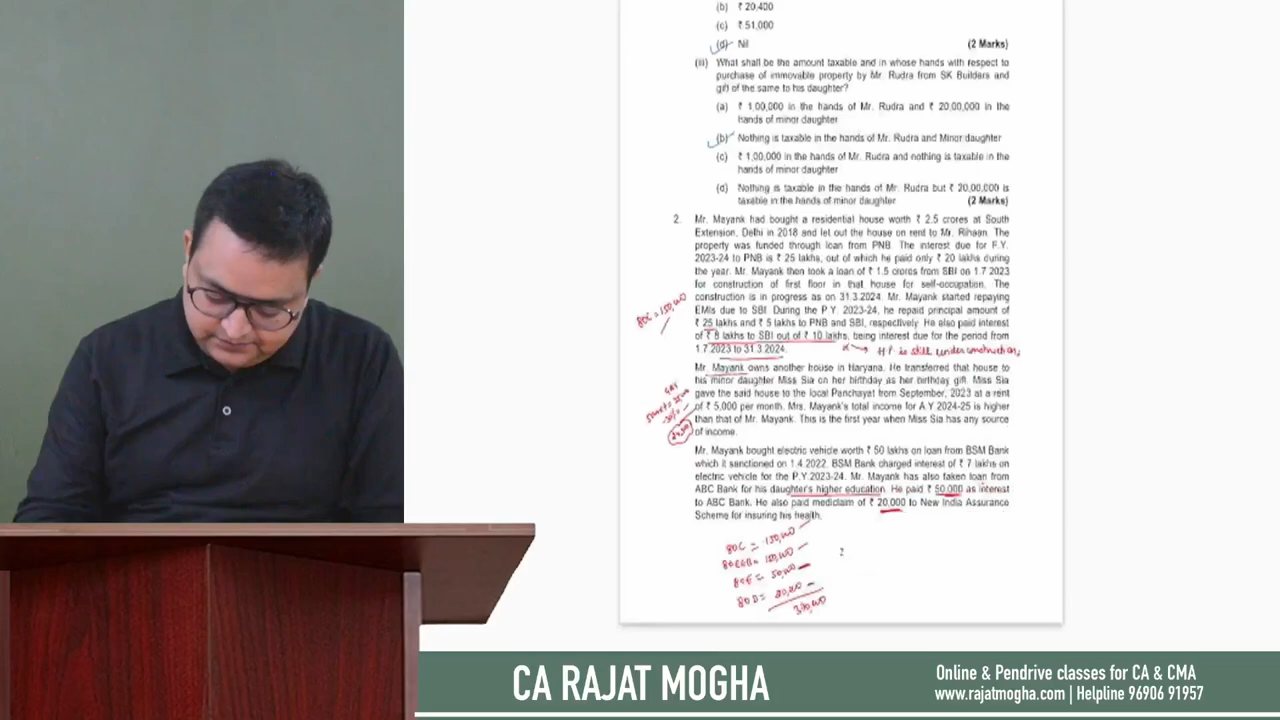 (b) ₹ 20,400
(c) ₹ 51,000
(d) Nil (2 Marks)
(iii) What shall be the amount taxable and in whose hands with respect to
purchase of immovable property by Mr. Rudra from SK Builders and
gift of the same to his daughter?
(a) ₹ 1,00,000 in the hands of Mr. Rudra and ₹ 20,00,000 in the
hands of minor daughter
(b) Nothing is taxable in the hands of Mr. Rudra and Minor daughter
(c) ₹ 1,00,000 in the hands of Mr. Rudra and nothing is taxable in the
hands of minor daughter
(d) Nothing is taxable in the hands of Mr. Rudra but ₹ 20,00,000 is
taxable in the hands of minor daughter (2 Marks)
2. Mr. Mayank had bought a residential house worth ₹ 2.5 crores at South
Extension, Delhi in 2018 and let out the house on rent to Mr. Rihaan. The
property was funded through loan from PNB. The interest due for F.Y.
2023-24 to PNB is ₹ 25 lakhs, out of which he paid only ₹ 20 lakhs during
the year. Mr. Mayank then took a loan of ₹ 1.5 crores from SBI on 1.7.2023
for construction of first floor in that house for self-occupation. The
construction is in progress as on 31.3.2024. Mr. Mayank started repaying
EMIs due to SBI. During the P.Y. 2023-24, he repaid principal amount of
₹ 25 lakhs and ₹ 5 lakhs to PNB and SBI, respectively. He also paid interest
of ₹ 8 lakhs to SBI out of ₹ 10 lakhs, being interest due for the period from
1.7.2023 to 31.3.2024.
80C = 150,000
H.P. is still under construction,
Mr. Mayank owns another house in Haryana. He transferred that house to
his minor daughter Miss Sia on her birthday as her birthday gift. Miss Sia
gave the said house to the local Panchayat from September, 2023 at a rent
of ₹ 5,000 per month. Mrs. Mayank's total income for A.Y 2024-25 is higher
than that of Mr. Mayank. This is the first year when Miss Sia has any source
of income.
Mr. Mayank bought electric vehicle worth ₹ 50 lakhs on loan from BSM Bank
which it sanctioned on 1.4.2022. BSM Bank charged interest of ₹ 7 lakhs on
electric vehicle for the P.Y.2023-24. Mr. Mayank has also taken loan from
ABC Bank for his daughter's higher education. He paid ₹ 50,000 as interest
to ABC Bank. He also paid mediclaim of ₹ 20,000 to New India Assurance
Scheme for insuring his health.
80C = 150,000
80EEB = 150,000
80E = 50,000
80D = 20,000
3,70,000
2
CA RAJAT MOGHA
Online & Pendrive classes for CA & CMA
www.rajatmogha.com | Helpline 96906 91957